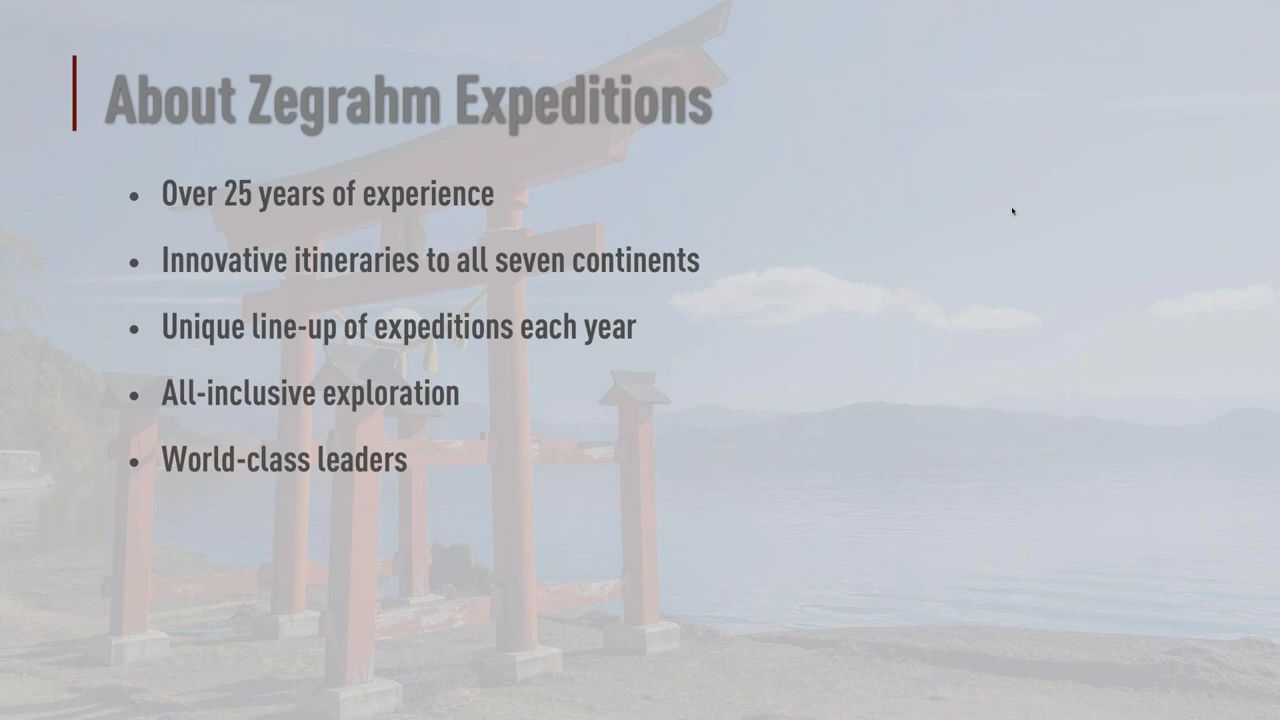 About Zegrahm Expeditions
• Over 25 years of experience
• Innovative itineraries to all seven continents
• Unique line-up of expeditions each year
• All-inclusive exploration
• World-class leaders